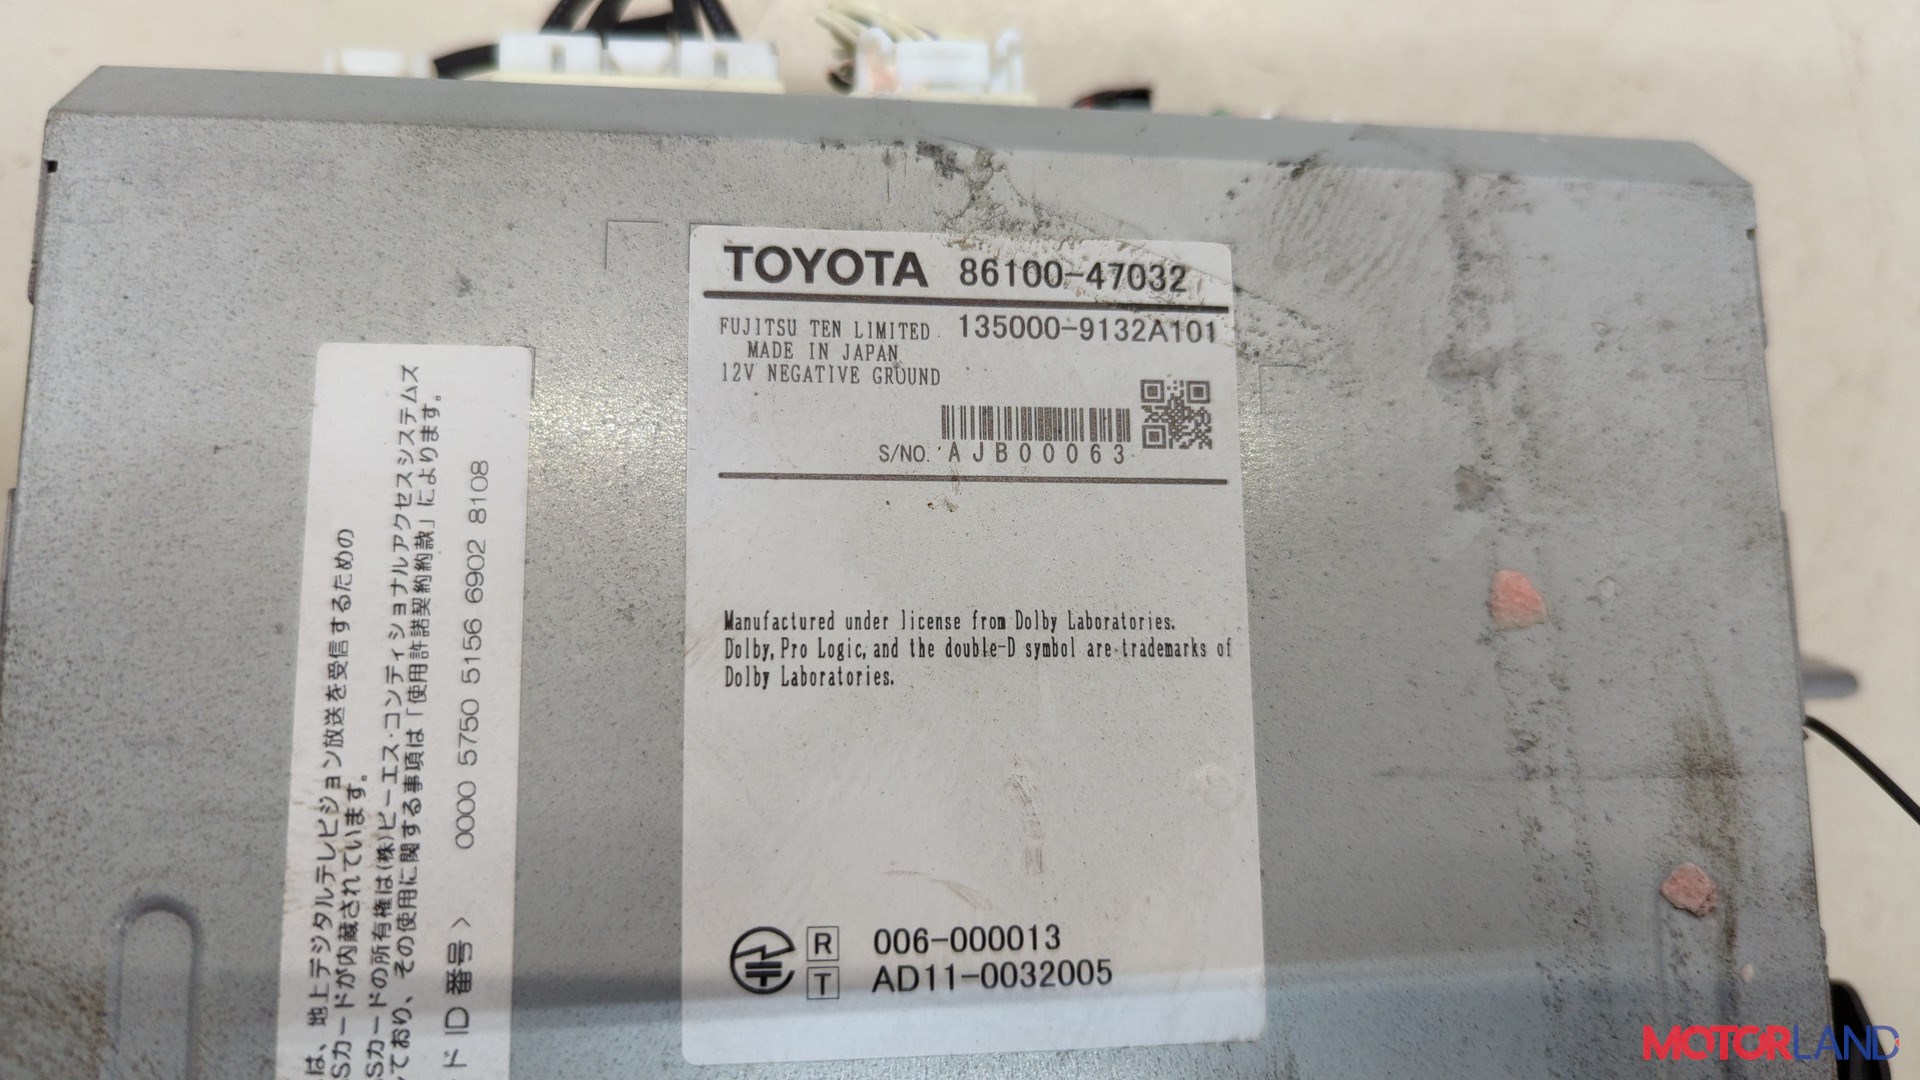 TOYOTA 86100-47032
FUJITSU TEN LIMITED 135000-9132A101
MADE IN JAPAN
12V NEGATIVE GROUND
S/NO. AJB00063
Manufactured under license from Dolby Laboratories.
Dolby, Pro Logic, and the double-D symbol are trademarks of
Dolby Laboratories.
R 006-000013
T AD11-0032005
は、地上デジタルテレビジョン放送を受信するための
Sカードが内蔵されています。
Sカードの所有権は(株)ビーエス・コンディショナルアクセスシステムズ
ており、その使用に関する事項は「使用許諾契約約款」によります。
ド ID 番号> 0000 5750 5156 6902 8108
MOTORLAND